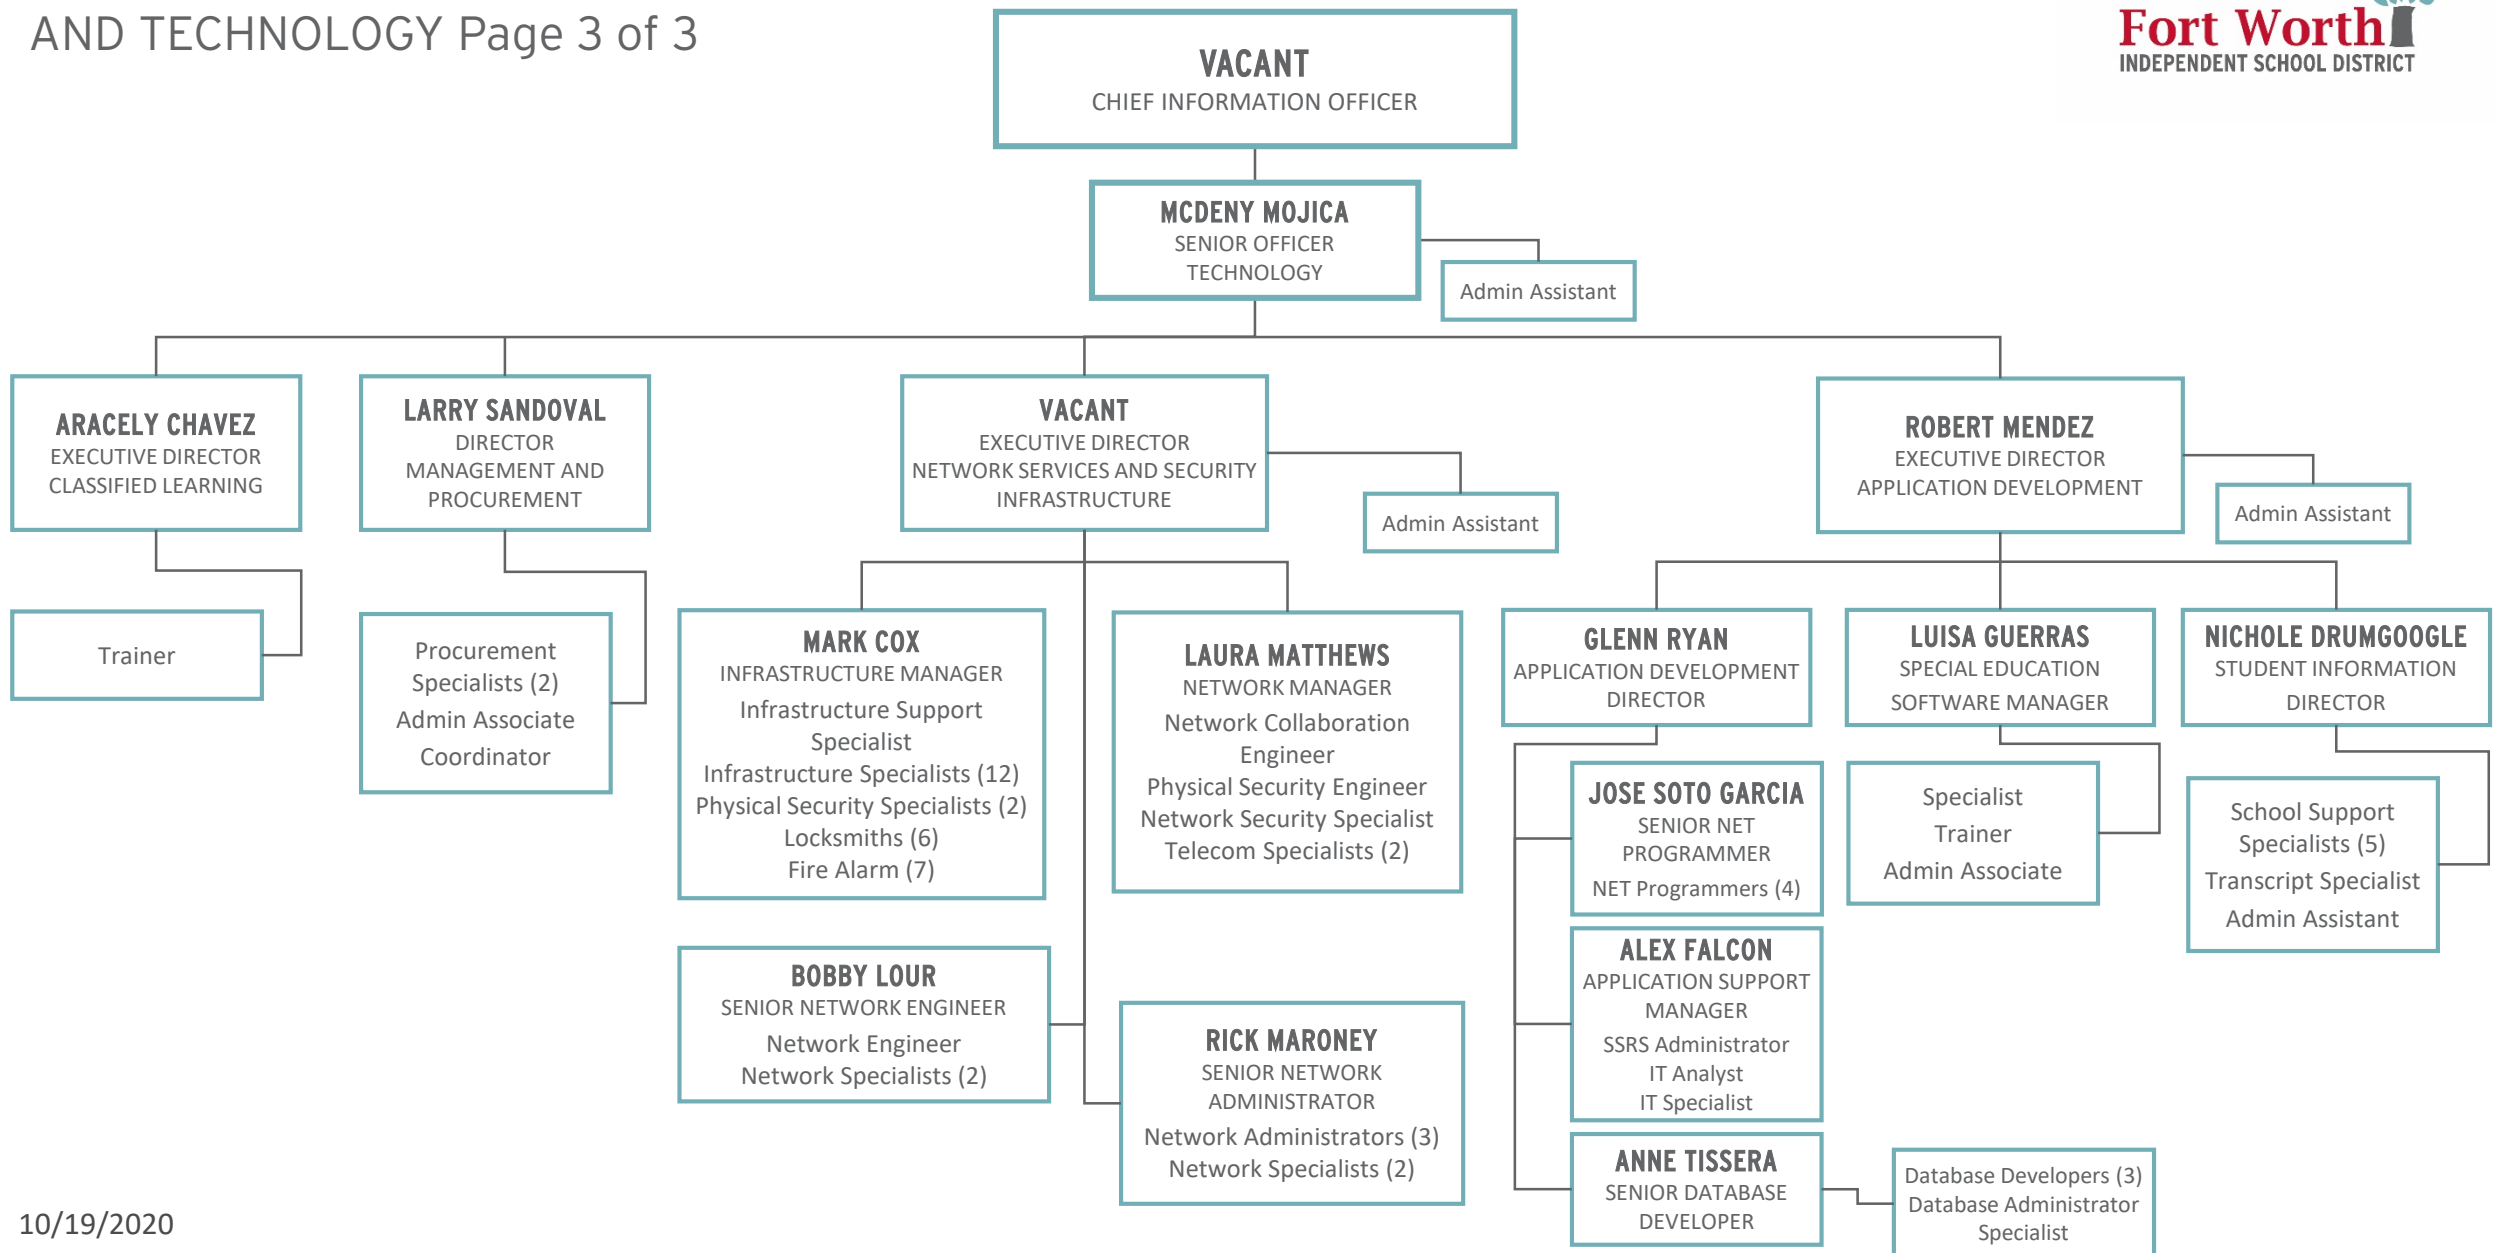 AND TECHNOLOGY Page 3 of 3
Fort Worth
INDEPENDENT SCHOOL DISTRICT
VACANT
CHIEF INFORMATION OFFICER
MCDENY MOJICA
SENIOR OFFICER
TECHNOLOGY
Admin Assistant
ARACELY CHAVEZ
EXECUTIVE DIRECTOR
CLASSIFIED LEARNING
Trainer
LARRY SANDOVAL
DIRECTOR
MANAGEMENT AND
PROCUREMENT
Procurement
Specialists (2)
Admin Associate
Coordinator
VACANT
EXECUTIVE DIRECTOR
NETWORK SERVICES AND SECURITY
INFRASTRUCTURE
Admin Assistant
MARK COX
INFRASTRUCTURE MANAGER
Infrastructure Support
Specialist
Infrastructure Specialists (12)
Physical Security Specialists (2)
Locksmiths (6)
Fire Alarm (7)
LAURA MATTHEWS
NETWORK MANAGER
Network Collaboration
Engineer
Physical Security Engineer
Network Security Specialist
Telecom Specialists (2)
BOBBY LOUR
SENIOR NETWORK ENGINEER
Network Engineer
Network Specialists (2)
RICK MARONEY
SENIOR NETWORK
ADMINISTRATOR
Network Administrators (3)
Network Specialists (2)
ROBERT MENDEZ
EXECUTIVE DIRECTOR
APPLICATION DEVELOPMENT
Admin Assistant
GLENN RYAN
APPLICATION DEVELOPMENT
DIRECTOR
JOSE SOTO GARCIA
SENIOR NET
PROGRAMMER
NET Programmers (4)
ALEX FALCON
APPLICATION SUPPORT
MANAGER
SSRS Administrator
IT Analyst
IT Specialist
ANNE TISSERA
SENIOR DATABASE
DEVELOPER
Database Developers (3)
Database Administrator
Specialist
LUISA GUERRAS
SPECIAL EDUCATION
SOFTWARE MANAGER
Specialist
Trainer
Admin Associate
NICHOLE DRUMGOOGLE
STUDENT INFORMATION
DIRECTOR
School Support
Specialists (5)
Transcript Specialist
Admin Assistant
10/19/2020